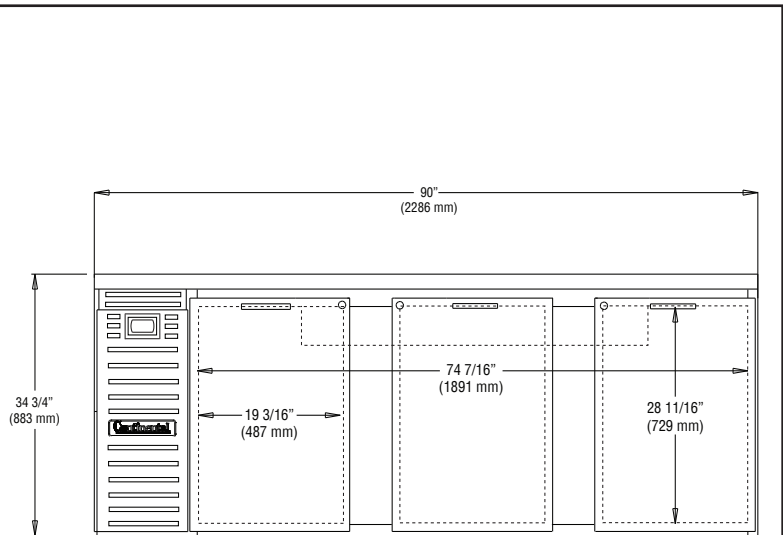 90”
(2286 mm)
74 7/16”
(1891 mm)
34 3/4”
(883 mm)
19 3/16”
(487 mm)
28 11/16”
(729 mm)
Continental